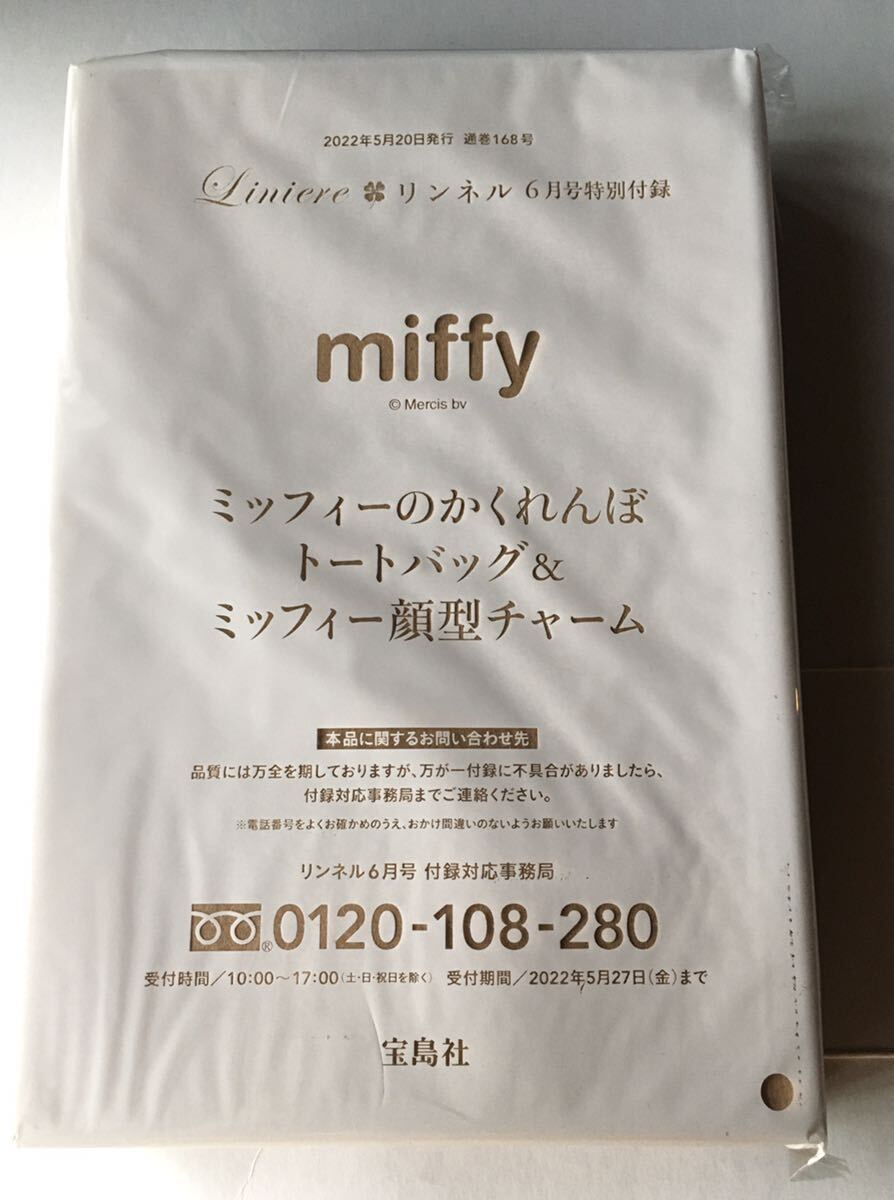 2022年5月20日発行 通巻168号
Liniere リンネル 6月号特別付録
miffy
© Mercis bv
ミッフィーのかくれんぼ
トートバッグ&
ミッフィー顔型チャーム
本品に関するお問い合わせ先
品質には万全を期しておりますが、万が一付録に不具合がありましたら、
付録対応事務局までご連絡ください。
※電話番号をよくお確かめのうえ、おかけ間違いのないようお願いいたします
リンネル6月号 付録対応事務局
®0120-108-280
受付時間/10:00〜17:00(土・日・祝日を除く) 受付期間/2022年5月27日(金)まで
宝島社